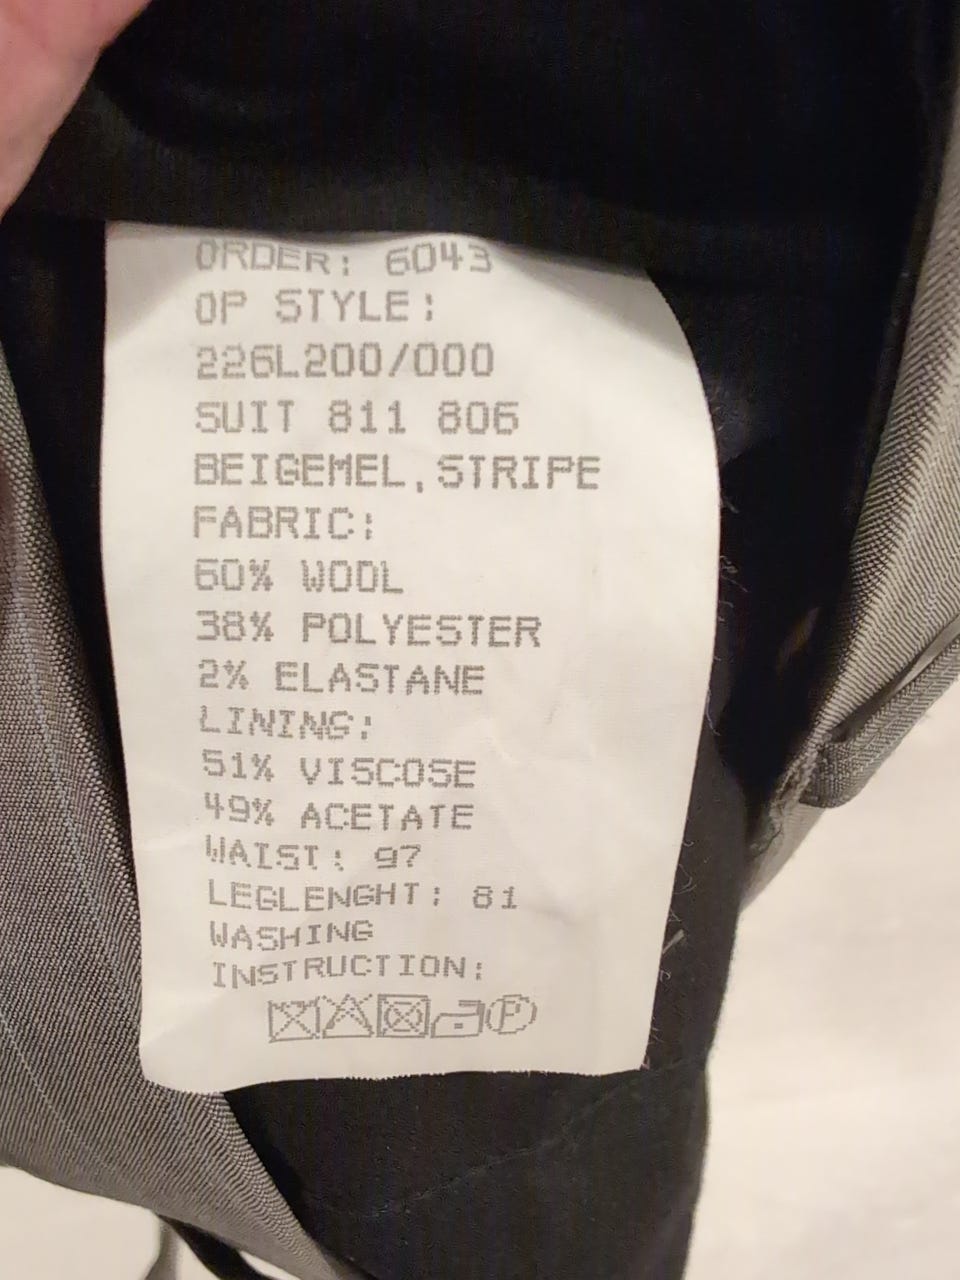 ORDER: 6043
OP STYLE:
226L200/000
SUIT 811 806
BEIGEMEL,STRIPE
FABRIC:
60% WOOL
38% POLYESTER
2% ELASTANE
LINING:
51% VISCOSE
49% ACETATE
WAIST: 97
LEGLENGHT: 81
WASHING
INSTRUCTION:
P